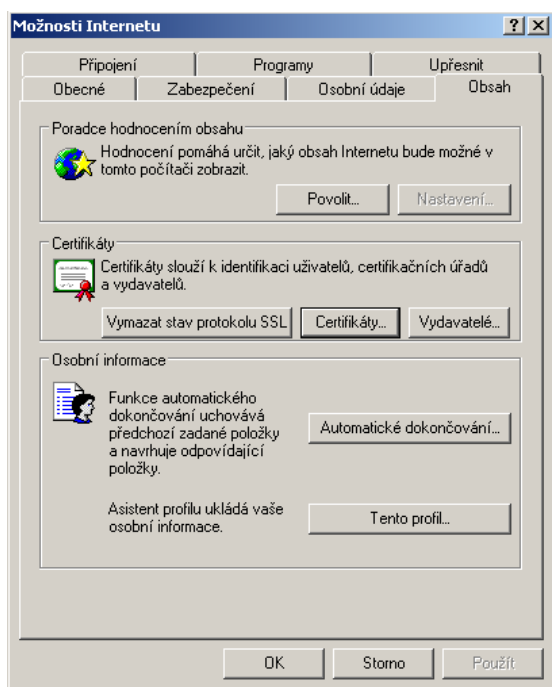 Možnosti Internetu
Připojení Programy Upřesnit
Obecné Zabezpečení Osobní údaje Obsah
Poradce hodnocením obsahu
Hodnocení pomáhá určit, jaký obsah Internetu bude možné v
tomto počítači zobrazit.
Povolit... Nastavení...
Certifikáty
Certifikáty slouží k identifikaci uživatelů, certifikačních úřadů
a vydavatelů.
Vymazat stav protokolu SSL Certifikáty... Vydavatelé...
Osobní informace
Funkce automatického
dokončování uchovává
předchozí zadané položky
a navrhuje odpovídající
položky.
Automatické dokončování...
Asistent profilu ukládá vaše
osobní informace.
Tento profil...
OK Storno Použít